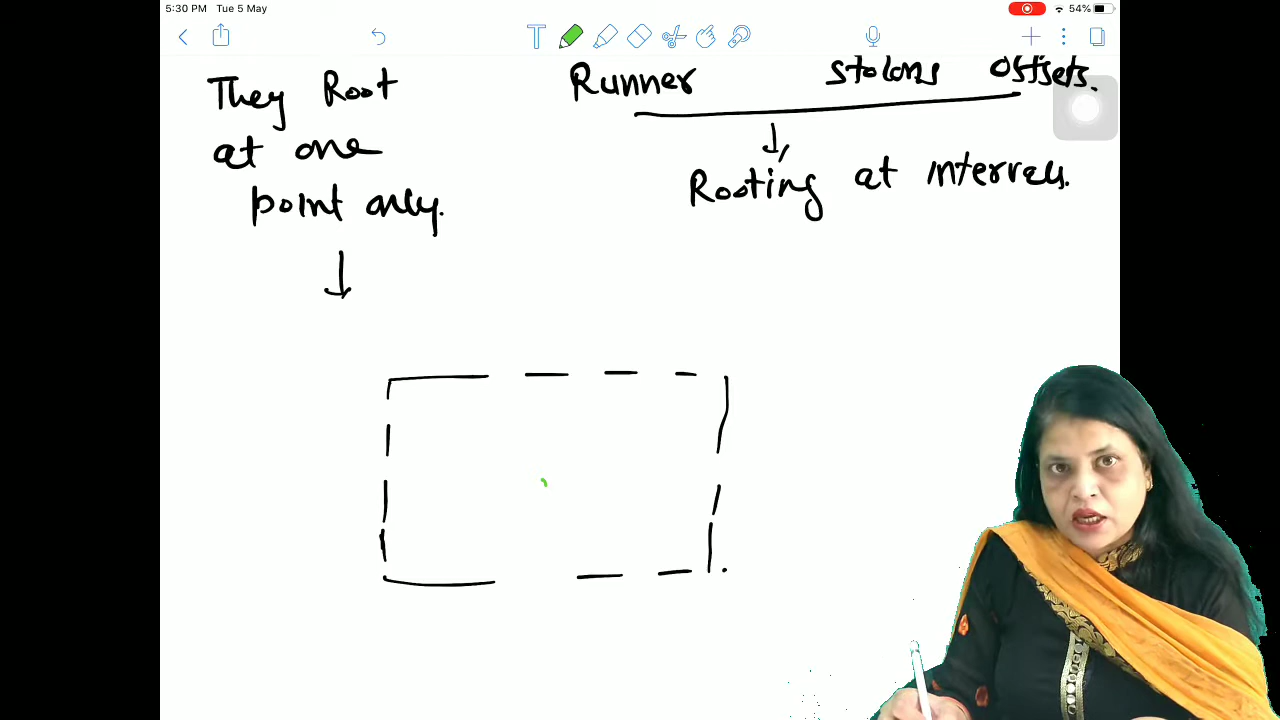 5:30 PM Tue 5 May
54%
T
They Root
at one
point only.
Runner stolons offsets.
Rooting at intervals.